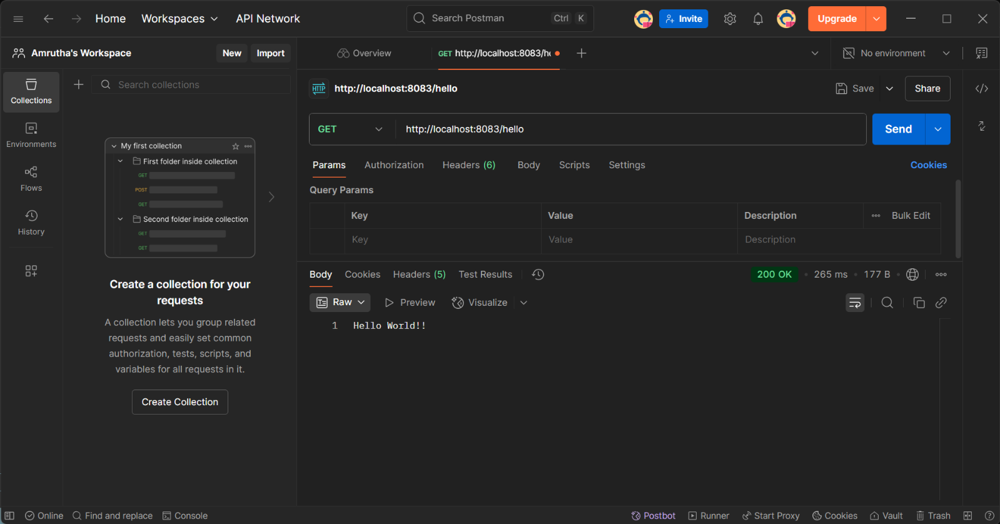 Home Workspaces API Network Search Postman Ctrl K Invite Upgrade
Amrutha's Workspace New Import Overview GET http://localhost:8083/he No environment
Collections
Search collections
Environments
Flows
History
My first collection
First folder inside collection
GET
POST
GET
Second folder inside collection
GET
GET
Create a collection for your
requests
A collection lets you group related
requests and easily set common
authorization, tests, scripts, and
variables for all requests in it.
Create Collection
HTTP http://localhost:8083/hello Save Share
GET http://localhost:8083/hello Send
Params Authorization Headers (6) Body Scripts Settings Cookies
Query Params
Key Value Description Bulk Edit
Key Value Description
Body Cookies Headers (5) Test Results 200 OK 265 ms 177 B
Raw Preview Visualize
1 Hello World!!
Online Find and replace Console Postbot Runner Start Proxy Cookies Vault Trash